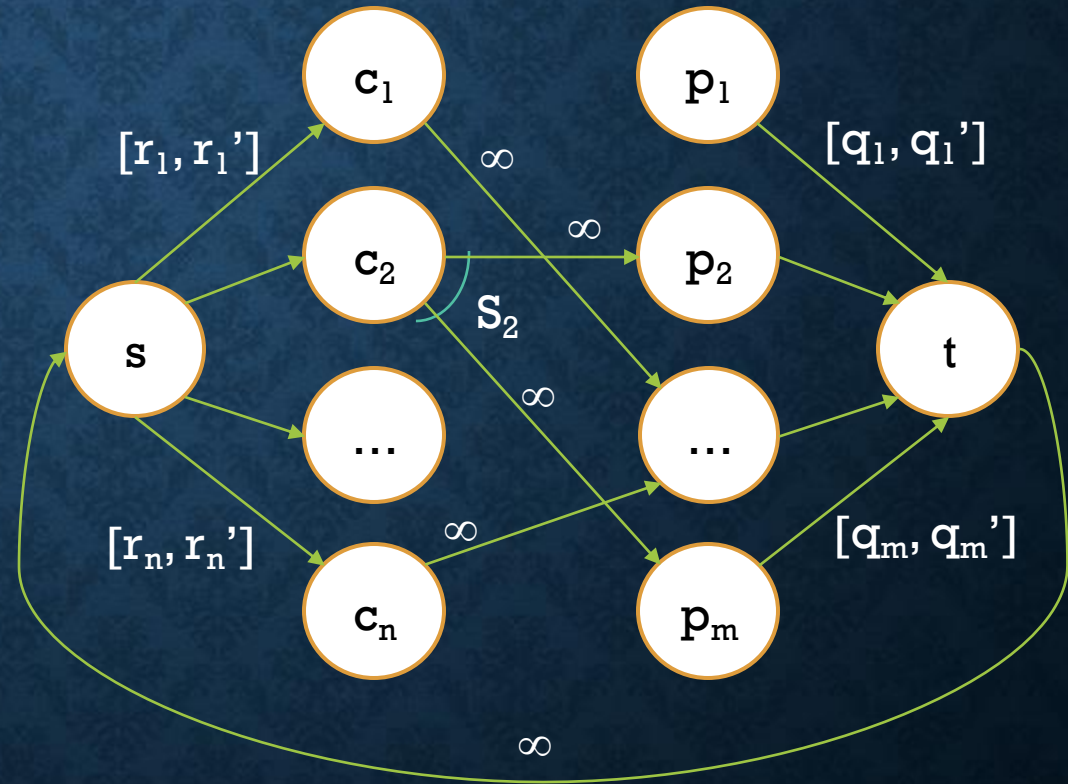 c₁
p₁
[r₁, r₁’]
[q₁, q₁’]
∞
∞
c₂
p₂
S₂
s
t
∞
...
...
[rₙ, rₙ’]
∞
[qₘ, qₘ’]
cₙ
pₘ
∞